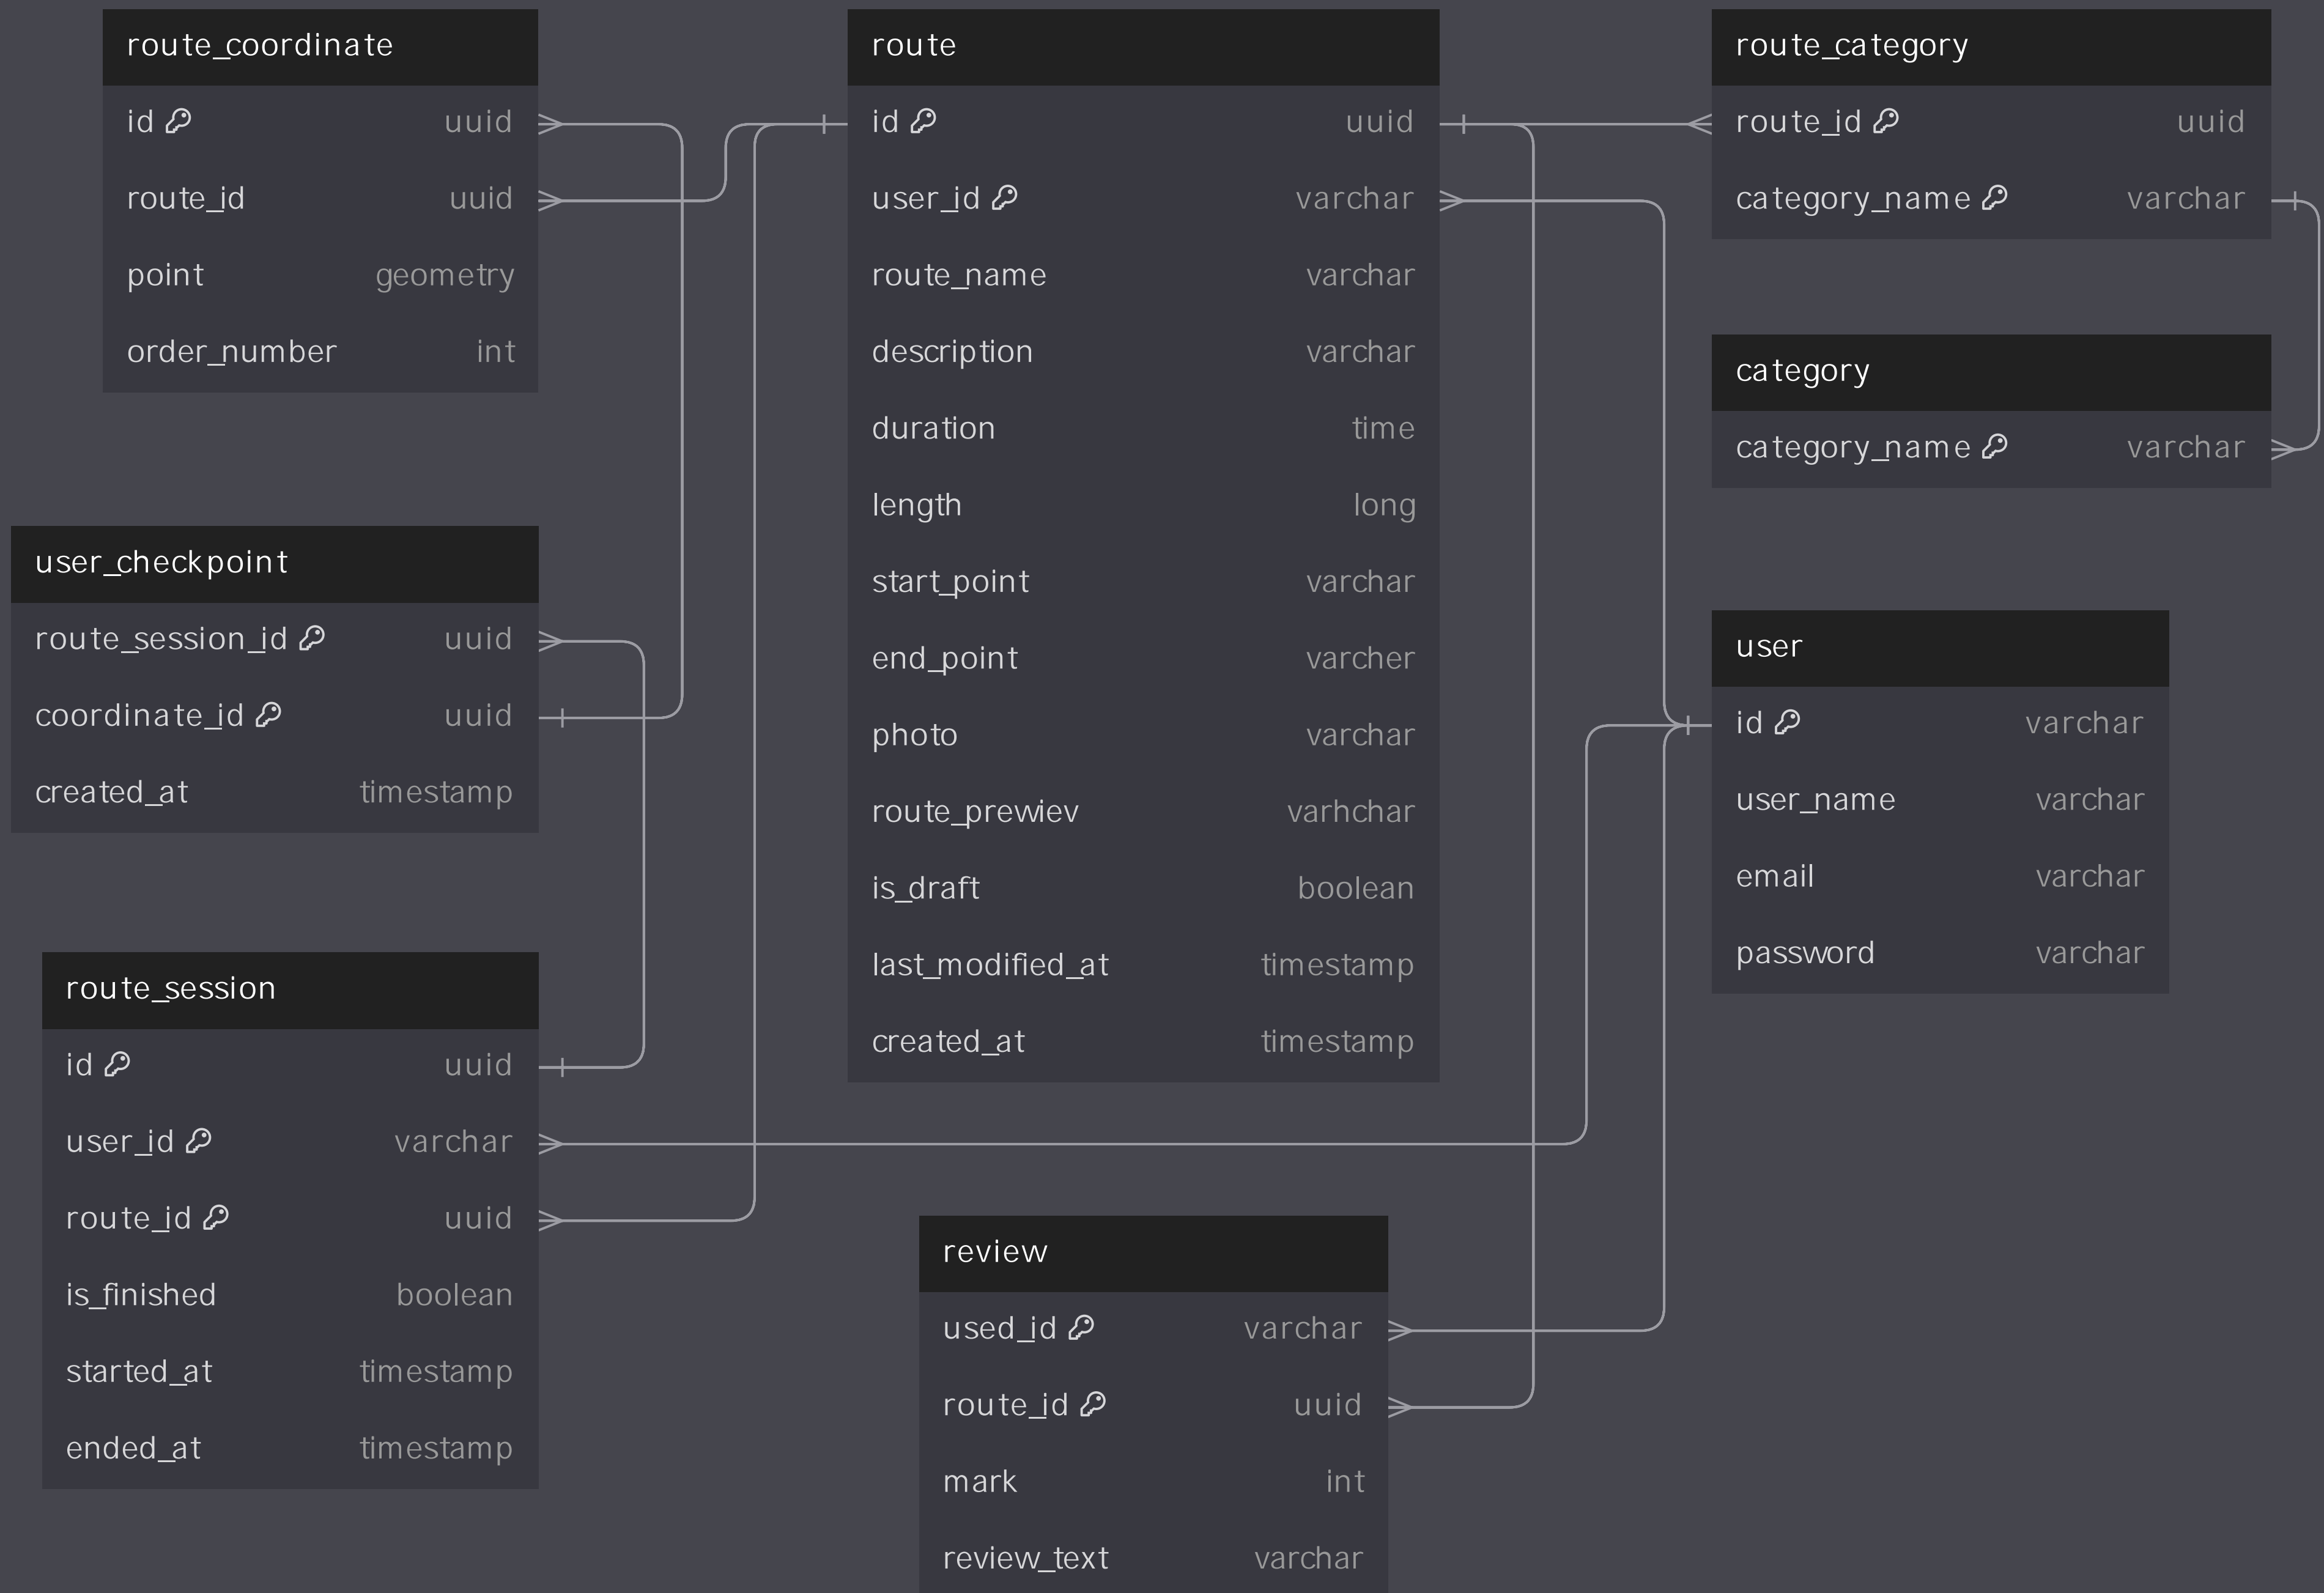 route_coordinate
id uuid
route_id uuid
point geometry
order_number int
route
id uuid
user_id varchar
route_name varchar
description varchar
duration time
length long
start_point varchar
end_point varcher
photo varchar
route_prewiev varhchar
is_draft boolean
last_modified_at timestamp
created_at timestamp
route_category
route_id uuid
category_name varchar
category
category_name varchar
user_checkpoint
route_session_id uuid
coordinate_id uuid
created_at timestamp
user
id varchar
user_name varchar
email varchar
password varchar
route_session
id uuid
user_id varchar
route_id uuid
is_finished boolean
started_at timestamp
ended_at timestamp
review
used_id varchar
route_id uuid
mark int
review_text varchar